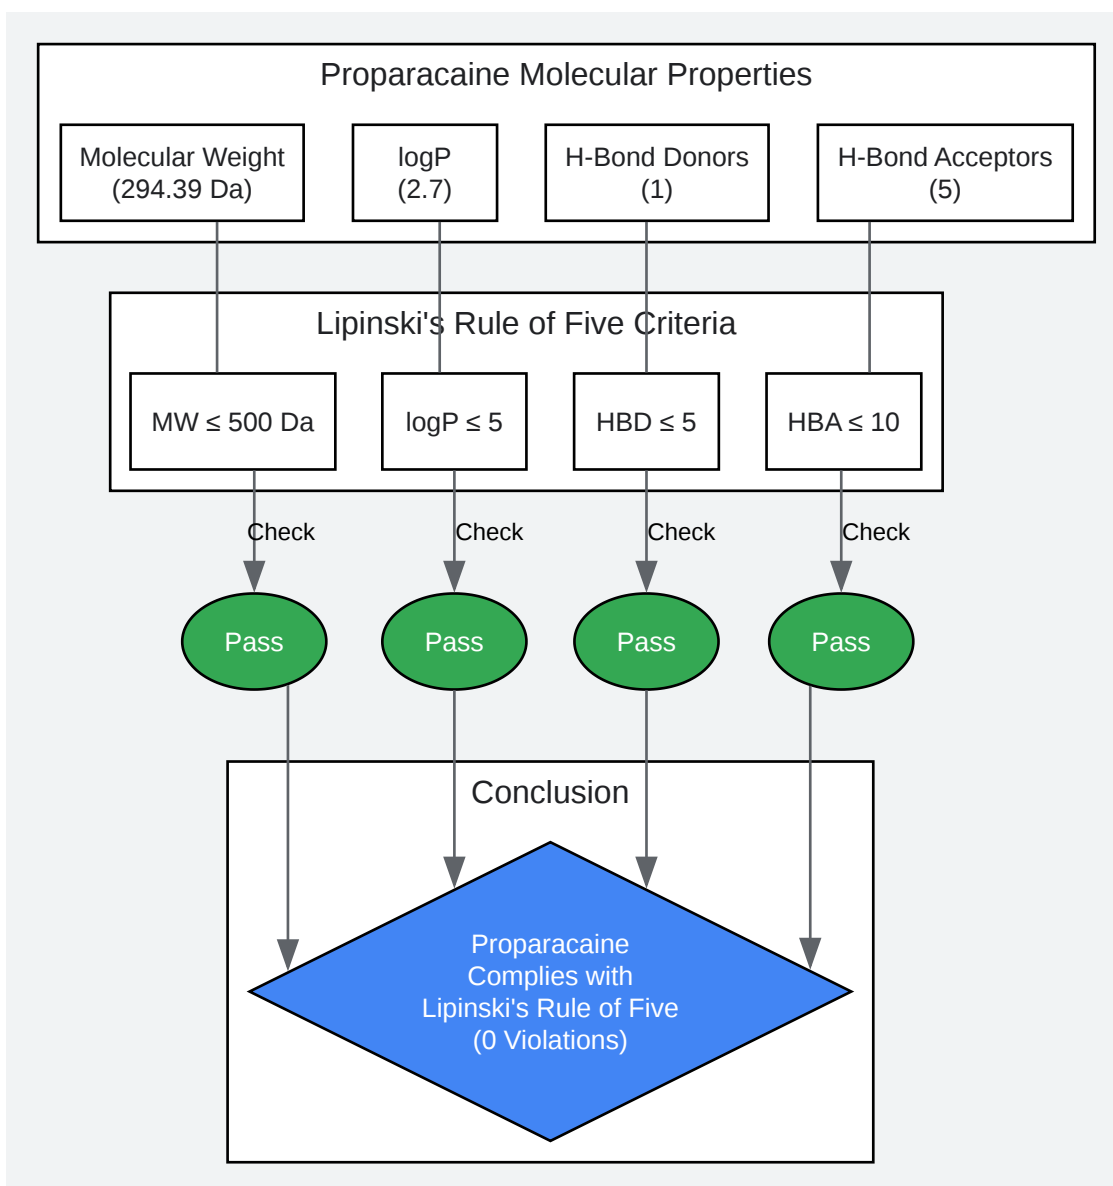 Proparacaine Molecular Properties
Molecular Weight
(294.39 Da)
logP
(2.7)
H-Bond Donors
(1)
H-Bond Acceptors
(5)
Lipinski's Rule of Five Criteria
MW ≤ 500 Da
logP ≤ 5
HBD ≤ 5
HBA ≤ 10
Check
Check
Check
Check
Pass
Pass
Pass
Pass
Conclusion
Proparacaine
Complies with
Lipinski's Rule of Five
(0 Violations)